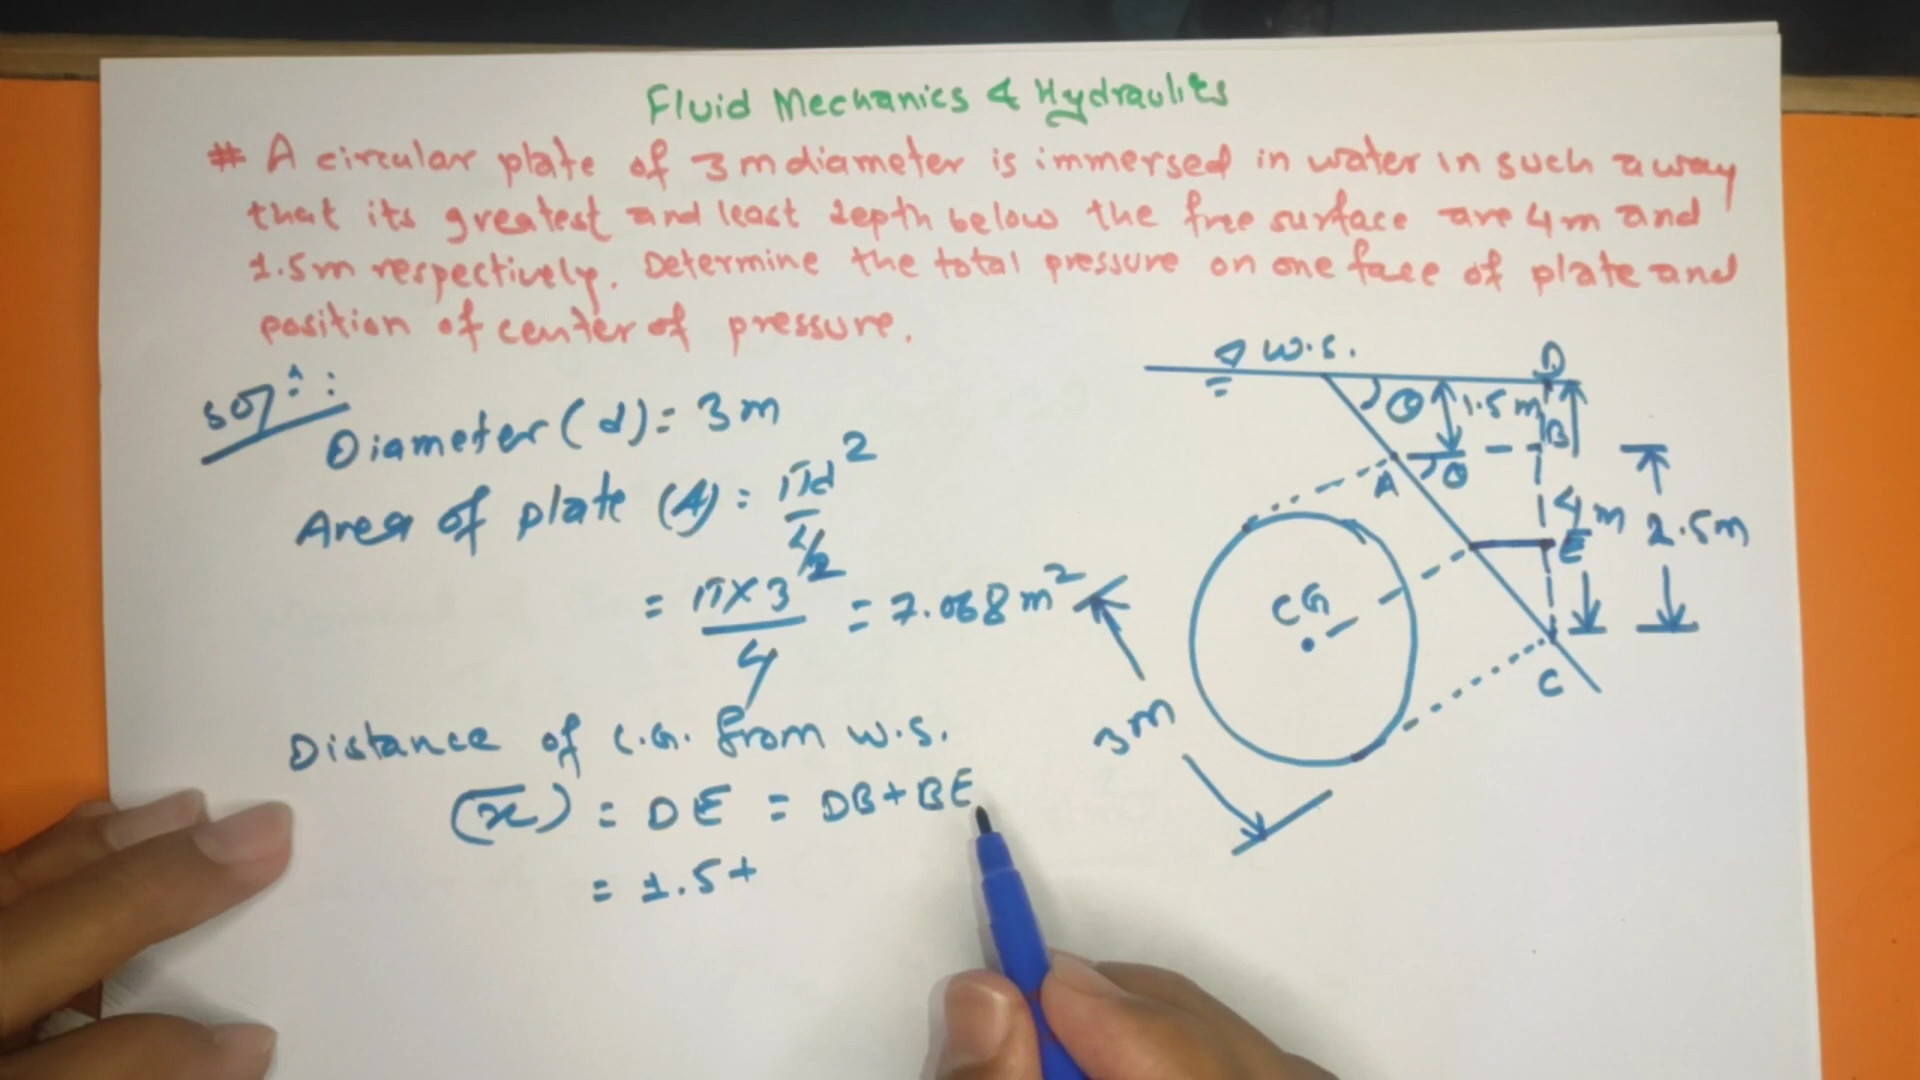 Fluid Mechanics & Hydraulics
# A circular plate of 3 m diameter is immersed in water in such a way
that its greatest and least depth below the free surface are 4m and
1.5m respectively. Determine the total pressure on one face of plate and
position of center of pressure.
Solⁿ:
Diameter (d) = 3m
Area of plate (A) = πd²/4
= π×3²/4 = 7.068 m²
Distance of C.G. from W.S.
(x̄) = DE = DB + BE
= 1.5 +
W.S.
D
θ
1.5m
B
A
θ
4m
2.5m
E
CG
C
3m